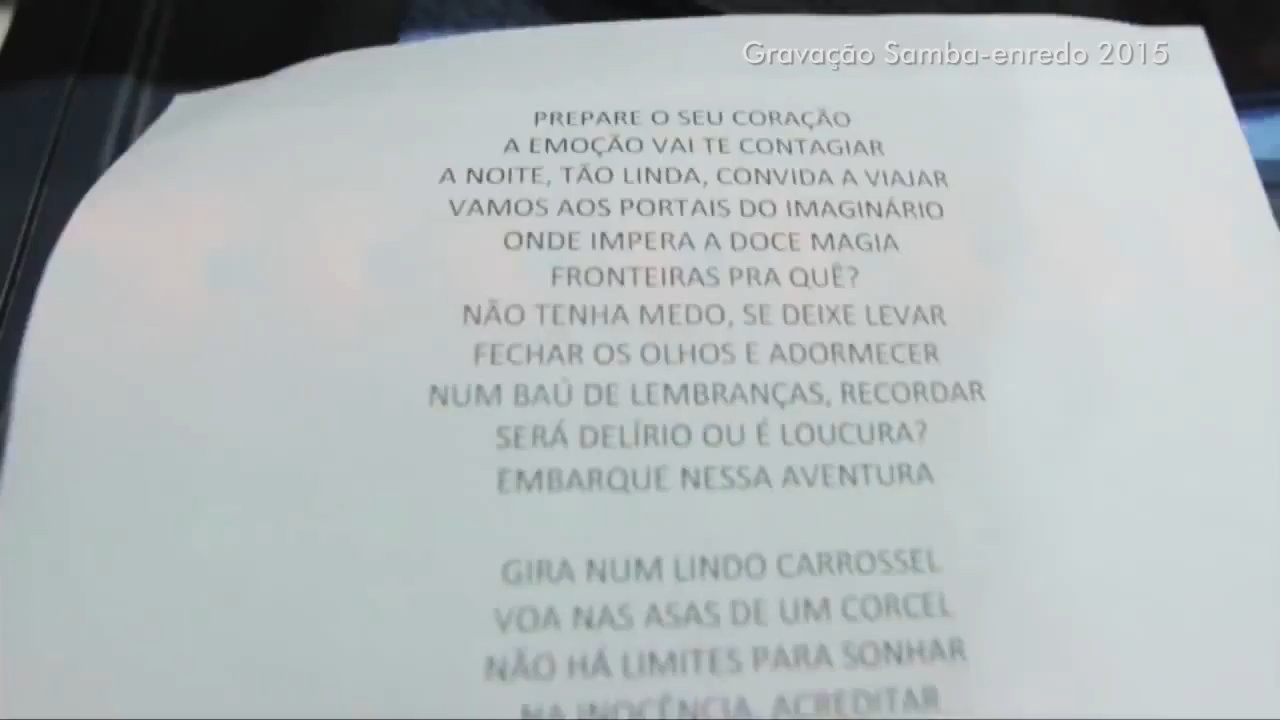 Gravação Samba-enredo 2015
PREPARE O SEU CORAÇÃO
A EMOÇÃO VAI TE CONTAGIAR
A NOITE, TÃO LINDA, CONVIDA A VIAJAR
VAMOS AOS PORTAIS DO IMAGINÁRIO
ONDE IMPERA A DOCE MAGIA
FRONTEIRAS PRA QUÊ?
NÃO TENHA MEDO, SE DEIXE LEVAR
FECHAR OS OLHOS E ADORMECER
NUM BAÚ DE LEMBRANÇAS, RECORDAR
SERÁ DELÍRIO OU É LOUCURA?
EMBARQUE NESSA AVENTURA
GIRA NUM LINDO CARROSSEL
VOA NAS ASAS DE UM CORCEL
NÃO HÁ LIMITES PARA SONHAR
NA INOCÊNCIA, ACREDITAR